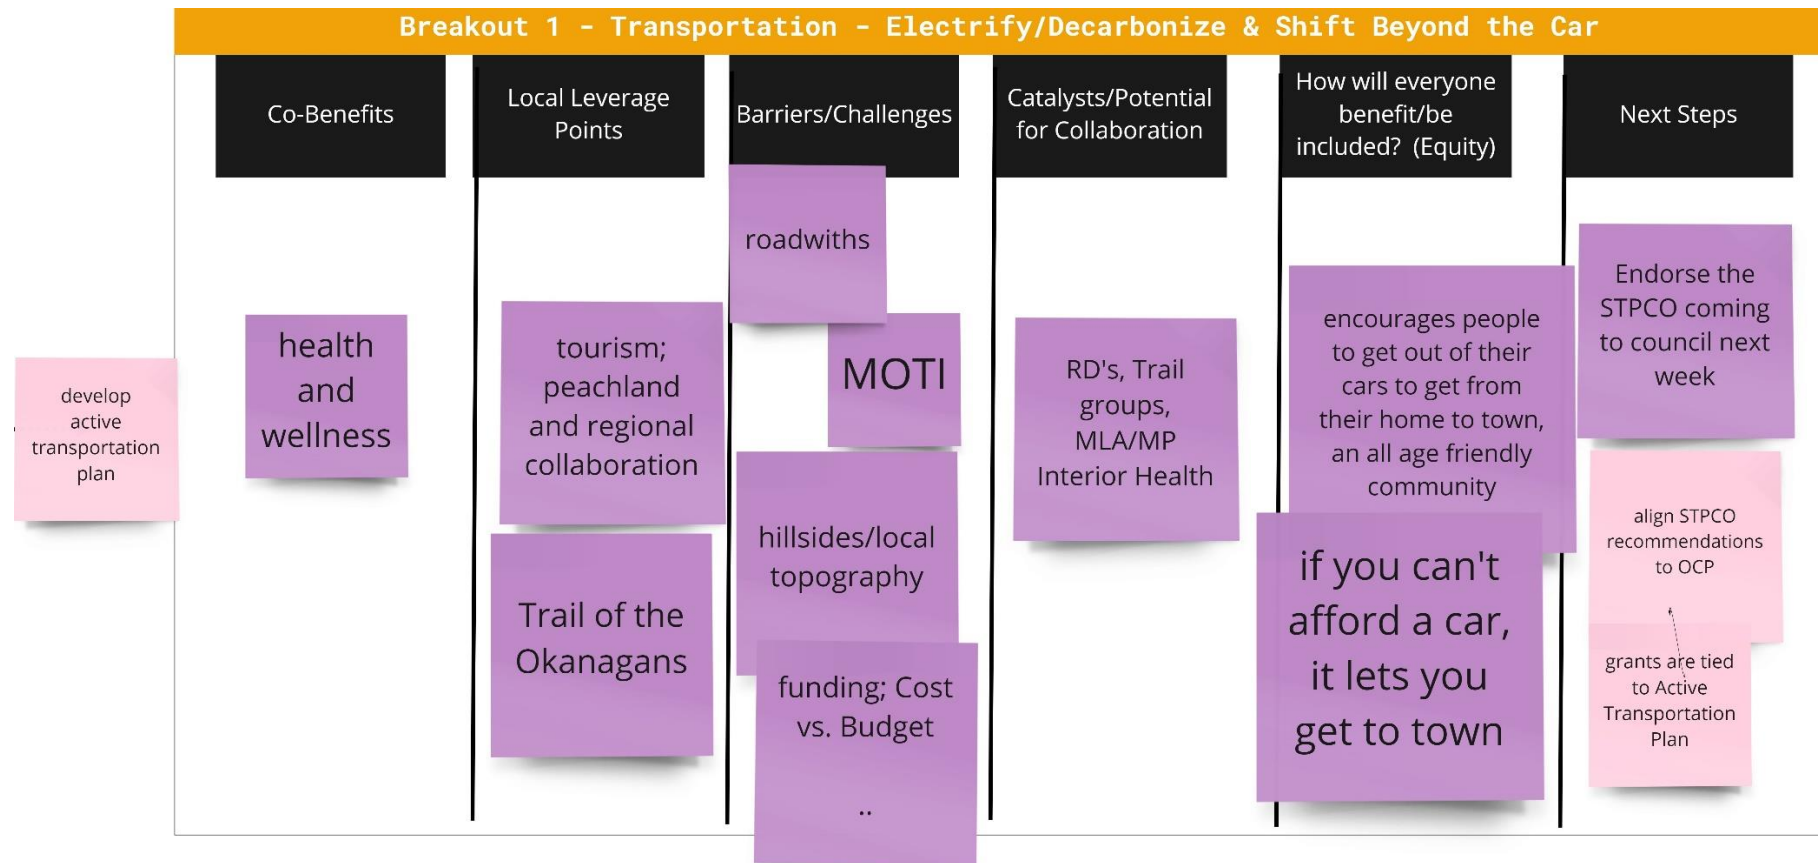 Breakout 1 - Transportation - Electrify/Decarbonize & Shift Beyond the Car
Co-Benefits
Local Leverage
Points
Barriers/Challenges
Catalysts/Potential
for Collaboration
How will everyone
benefit/be
included? (Equity)
Next Steps
develop
active
transportation
plan
health
and
wellness
tourism;
peachland
and regional
collaboration
Trail of the
Okanagans
roadwiths
MOTI
hillsides/local
topography
funding; Cost
vs. Budget
..
RD's, Trail
groups,
MLA/MP
Interior Health
encourages people
to get out of their
cars to get from
their home to town,
an all age friendly
community
if you can't
afford a car,
it lets you
get to town
Endorse the
STPCO coming
to council next
week
align STPCO
recommendations
to OCP
grants are tied
to Active
Transportation
Plan